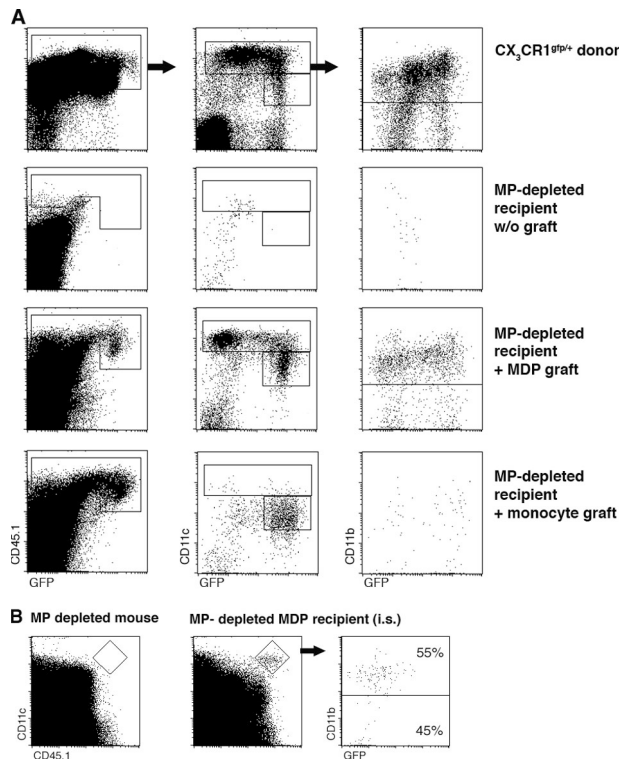 A
CX3CR1gfp/+ donor
MP-depleted
recipient
w/o graft
MP-depleted
recipient
+ MDP graft
MP-depleted
recipient
+ monocyte graft
CD45.1
GFP
CD11c
CD11b
GFP
B
MP depleted mouse
MP- depleted MDP recipient (i.s.)
CD11c
CD45.1
CD11b
55%
45%
GFP